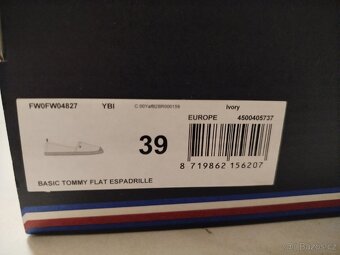 FW0FW04827 YBI Ivory
EUROPE 4500405737
39
8 719862 156207
BASIC TOMMY FLAT ESPADRILLE